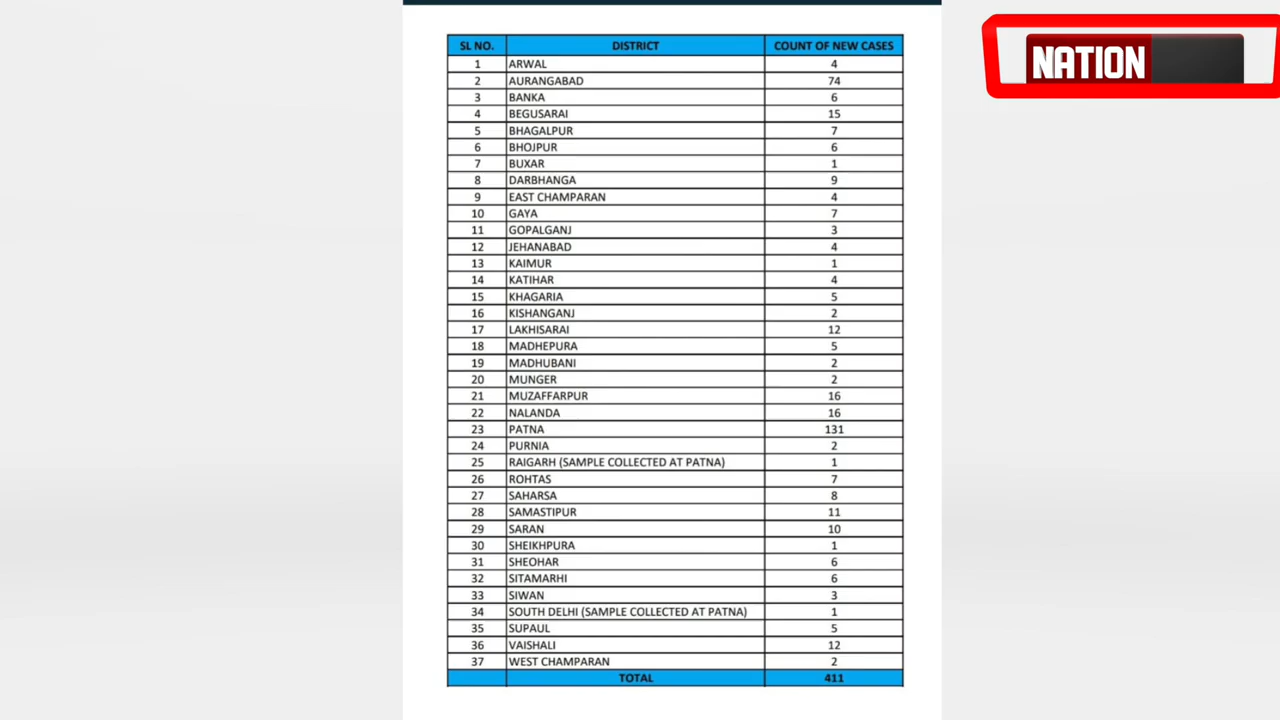 SL NO. DISTRICT COUNT OF NEW CASES
1 ARWAL 4
2 AURANGABAD 74
3 BANKA 6
4 BEGUSARAI 15
5 BHAGALPUR 7
6 BHOJPUR 6
7 BUXAR 1
8 DARBHANGA 9
9 EAST CHAMPARAN 4
10 GAYA 7
11 GOPALGANJ 3
12 JEHANABAD 4
13 KAIMUR 1
14 KATIHAR 4
15 KHAGARIA 5
16 KISHANGANJ 2
17 LAKHISARAI 12
18 MADHEPURA 5
19 MADHUBANI 2
20 MUNGER 2
21 MUZAFFARPUR 16
22 NALANDA 16
23 PATNA 131
24 PURNIA 2
25 RAIGARH (SAMPLE COLLECTED AT PATNA) 1
26 ROHTAS 7
27 SAHARSA 8
28 SAMASTIPUR 11
29 SARAN 10
30 SHEIKHPURA 1
31 SHEOHAR 6
32 SITAMARHI 6
33 SIWAN 3
34 SOUTH DELHI (SAMPLE COLLECTED AT PATNA) 1
35 SUPAUL 5
36 VAISHALI 12
37 WEST CHAMPARAN 2
TOTAL 411
NATION